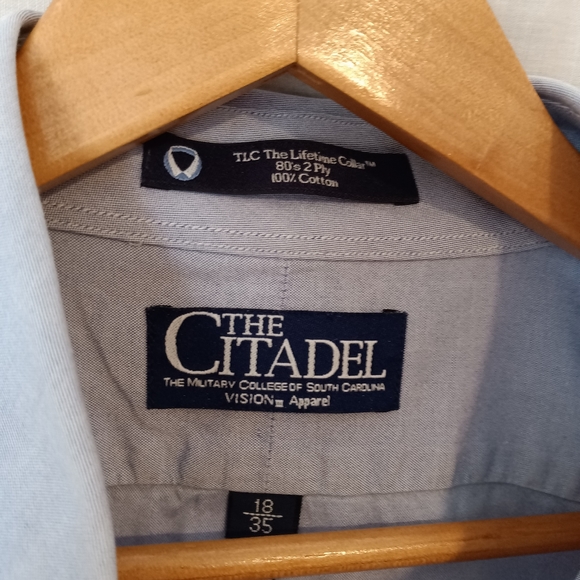 TLC The Lifetime Collar™
80's 2 Ply
100% Cotton
THE
CITADEL
THE MILITARY COLLEGE OF SOUTH CAROLINA
VISION III Apparel
18
35